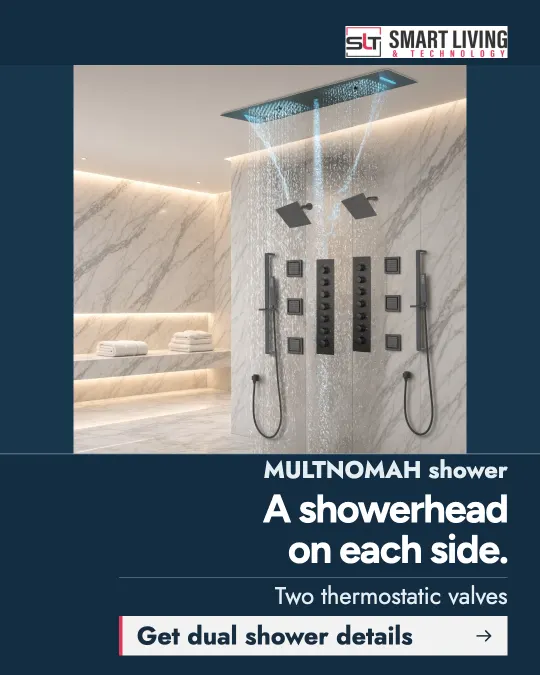 SLT SMART LIVING
& TECHNOLOGY
MULTNOMAH shower
A showerhead
on each side.
Two thermostatic valves
Get dual shower details →